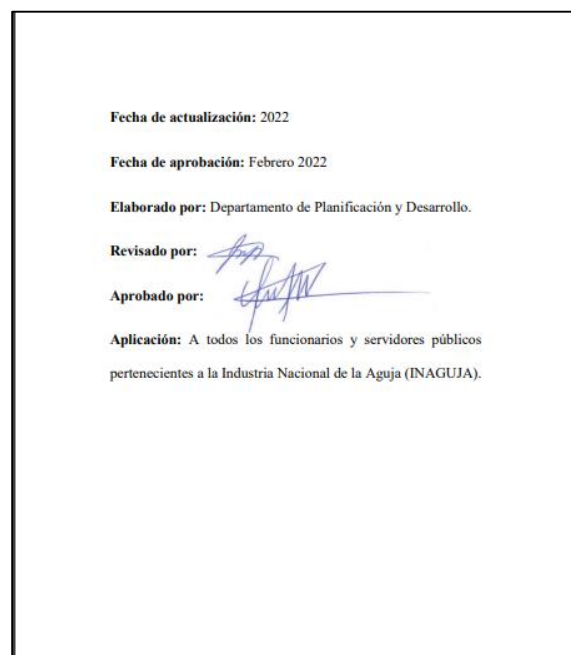 Fecha de actualización: 2022
Fecha de aprobación: Febrero 2022
Elaborado por: Departamento de Planificación y Desarrollo.
Revisado por:
Aprobado por:
Aplicación: A todos los funcionarios y servidores públicos
pertenecientes a la Industria Nacional de la Aguja (INAGUJA).